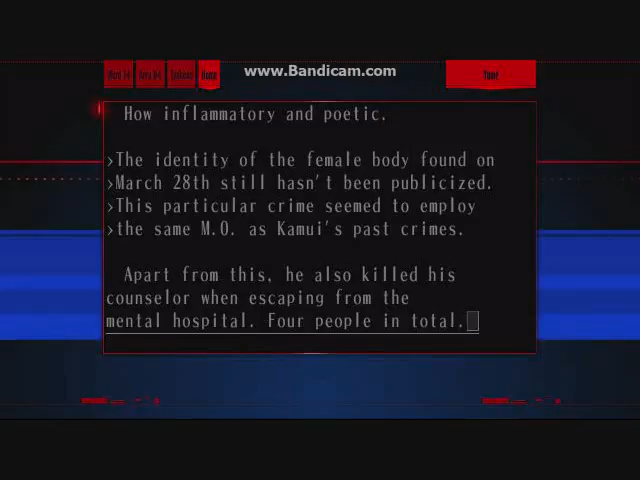 www.Bandicam.com
How inflammatory and poetic.
>The identity of the female body found on
>March 28th still hasn't been publicized.
>This particular crime seemed to employ
>the same M.O. as Kamui's past crimes.
Apart from this, he also killed his
counselor when escaping from the
mental hospital. Four people in total.